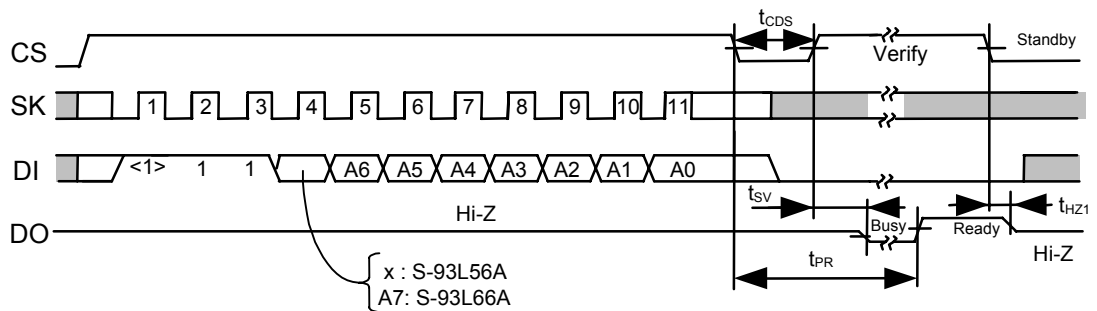 tCDS
CS
Verify
Standby
SK
1 2 3 4 5 6 7 8 9 10 11
DI
<1> 1 1 A6 A5 A4 A3 A2 A1 A0
tSV
tHZ1
Hi-Z
DO
Busy
Ready
Hi-Z
tPR
x : S-93L56A
A7: S-93L66A